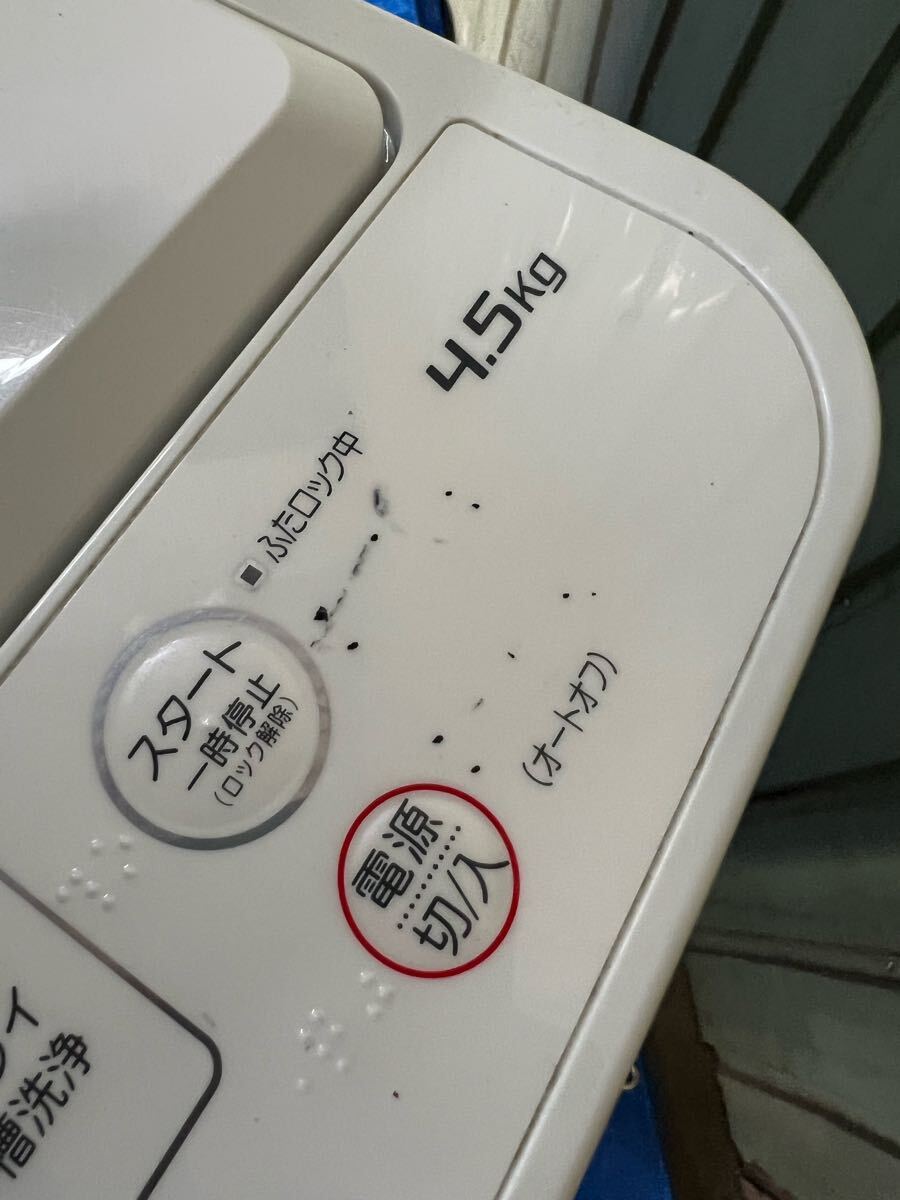 4.5kg
ふたロック中
スタート
一時停止
(ロック解除)
(オートオフ)
電源
切/入
槽洗浄